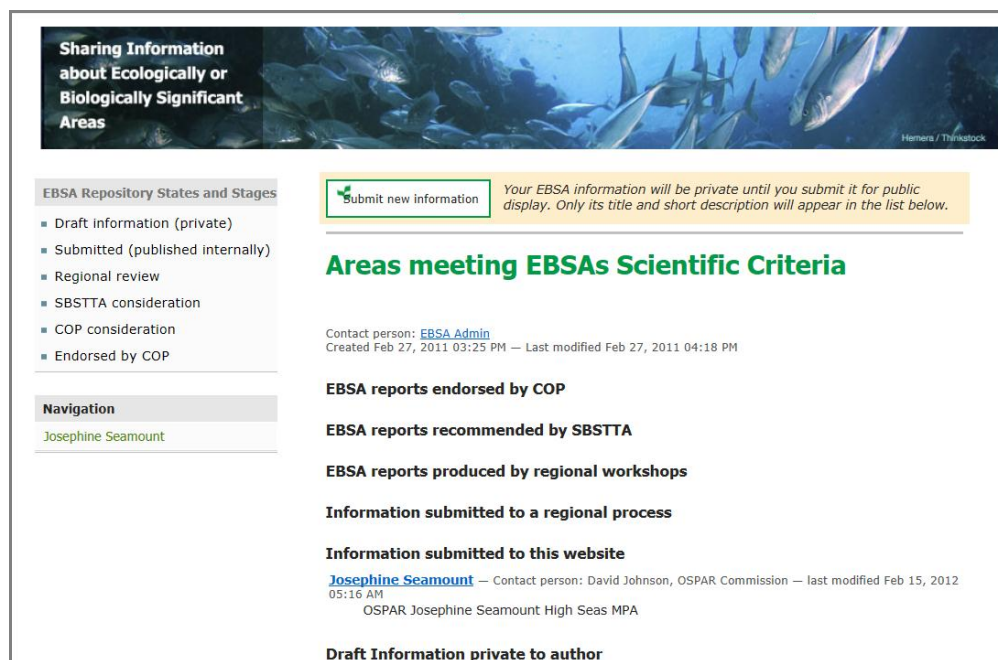 Sharing Information
about Ecologically or
Biologically Significant
Areas
Hemera / Thinkstock
EBSA Repository States and Stages
Draft information (private)
Submitted (published internally)
Regional review
SBSTTA consideration
COP consideration
Endorsed by COP
Navigation
Josephine Seamount
Submit new information
Your EBSA information will be private until you submit it for public
display. Only its title and short description will appear in the list below.
Areas meeting EBSAs Scientific Criteria
Contact person: EBSA Admin
Created Feb 27, 2011 03:25 PM — Last modified Feb 27, 2011 04:18 PM
EBSA reports endorsed by COP
EBSA reports recommended by SBSTTA
EBSA reports produced by regional workshops
Information submitted to a regional process
Information submitted to this website
Josephine Seamount — Contact person: David Johnson, OSPAR Commission — last modified Feb 15, 2012
05:16 AM
OSPAR Josephine Seamount High Seas MPA
Draft Information private to author